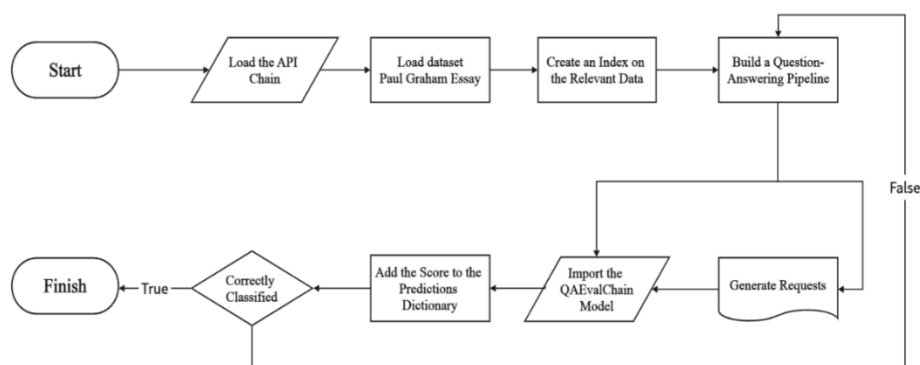 Start
Load the API
Chain
Load dataset
Paul Graham Essay
Create an Index on
the Relevant Data
Build a Question-
Answering Pipeline
False
Finish
True
Correctly
Classified
Add the Score to the
Predictions
Dictionary
Import the
QAEvalChain
Model
Generate Requests